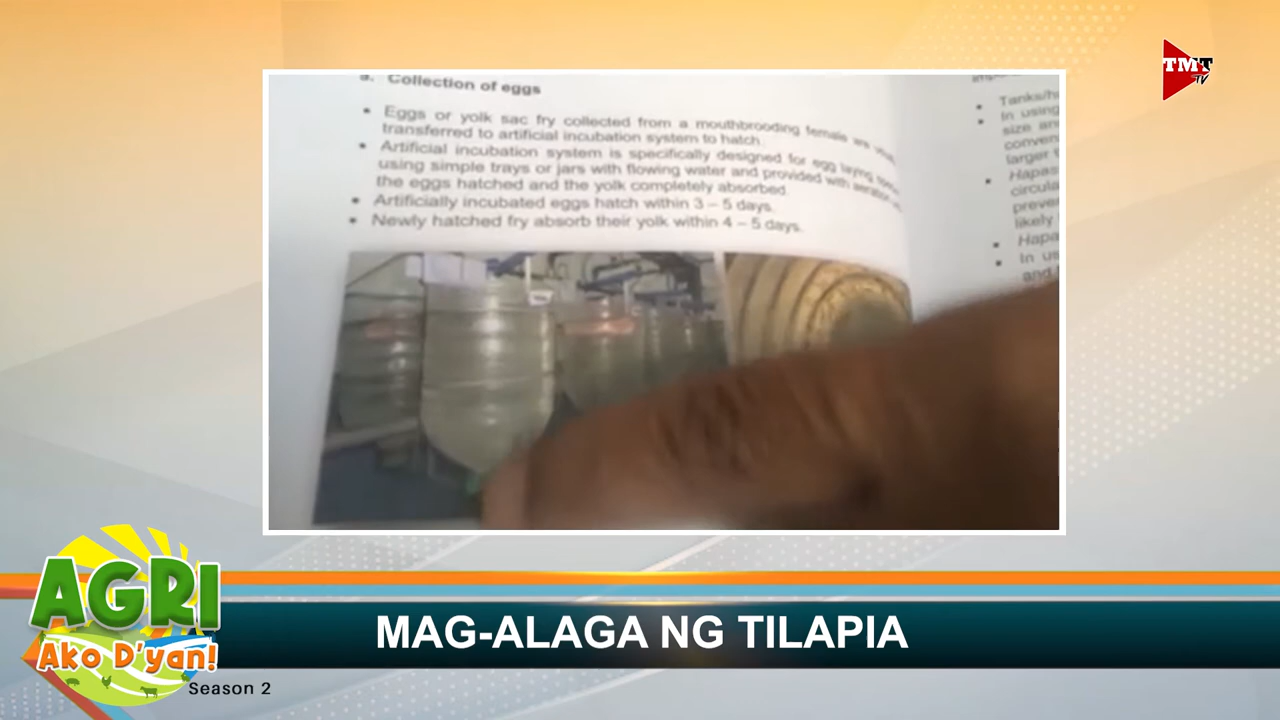 TMT
TV
Collection of eggs
• Eggs or yolk sac fry collected from a mouthbrooding female are
transferred to artificial incubation system to hatch.
• Artificial incubation system is specifically designed for egg laying
using simple trays or jars with flowing water and provided with aeration
the eggs hatched and the yolk completely absorbed.
• Artificially incubated eggs hatch within 3 – 5 days.
• Newly hatched fry absorb their yolk within 4 – 5 days.
• Tanks/h
• In using
size an
conven
larger
• Hapas
circula
preve
likely
• Hapa
• In us
and
AGRI
Ako D'yan!
Season 2
MAG-ALAGA NG TILAPIA